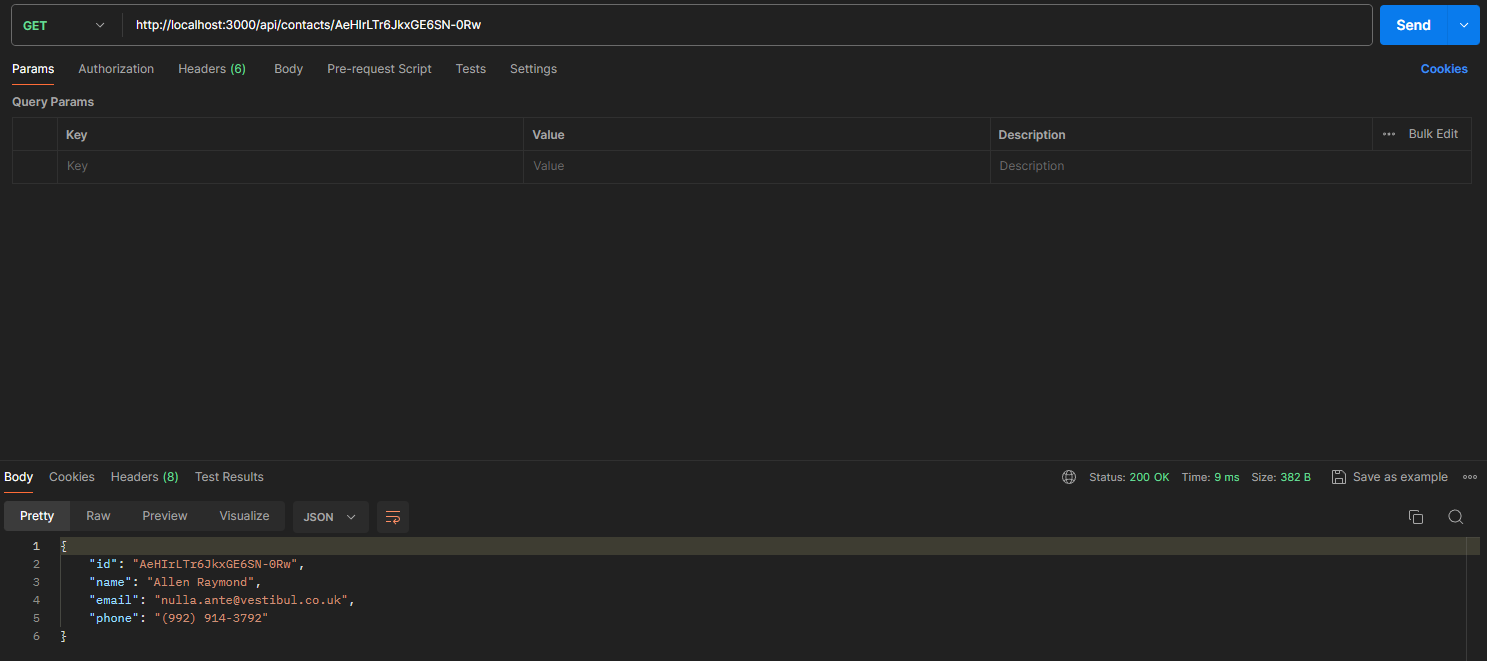 GET http://localhost:3000/api/contacts/AeHIrLTr6JkxGE6SN-0Rw Send
Params Authorization Headers (6) Body Pre-request Script Tests Settings Cookies
Query Params
Key Value Description ••• Bulk Edit
Key Value Description
Body Cookies Headers (8) Test Results Status: 200 OK Time: 9 ms Size: 382 B Save as example
Pretty Raw Preview Visualize JSON
1 {
2 "id": "AeHIrLTr6JkxGE6SN-0Rw",
3 "name": "Allen Raymond",
4 "email": "nulla.ante@vestibul.co.uk",
5 "phone": "(992) 914-3792"
6 }